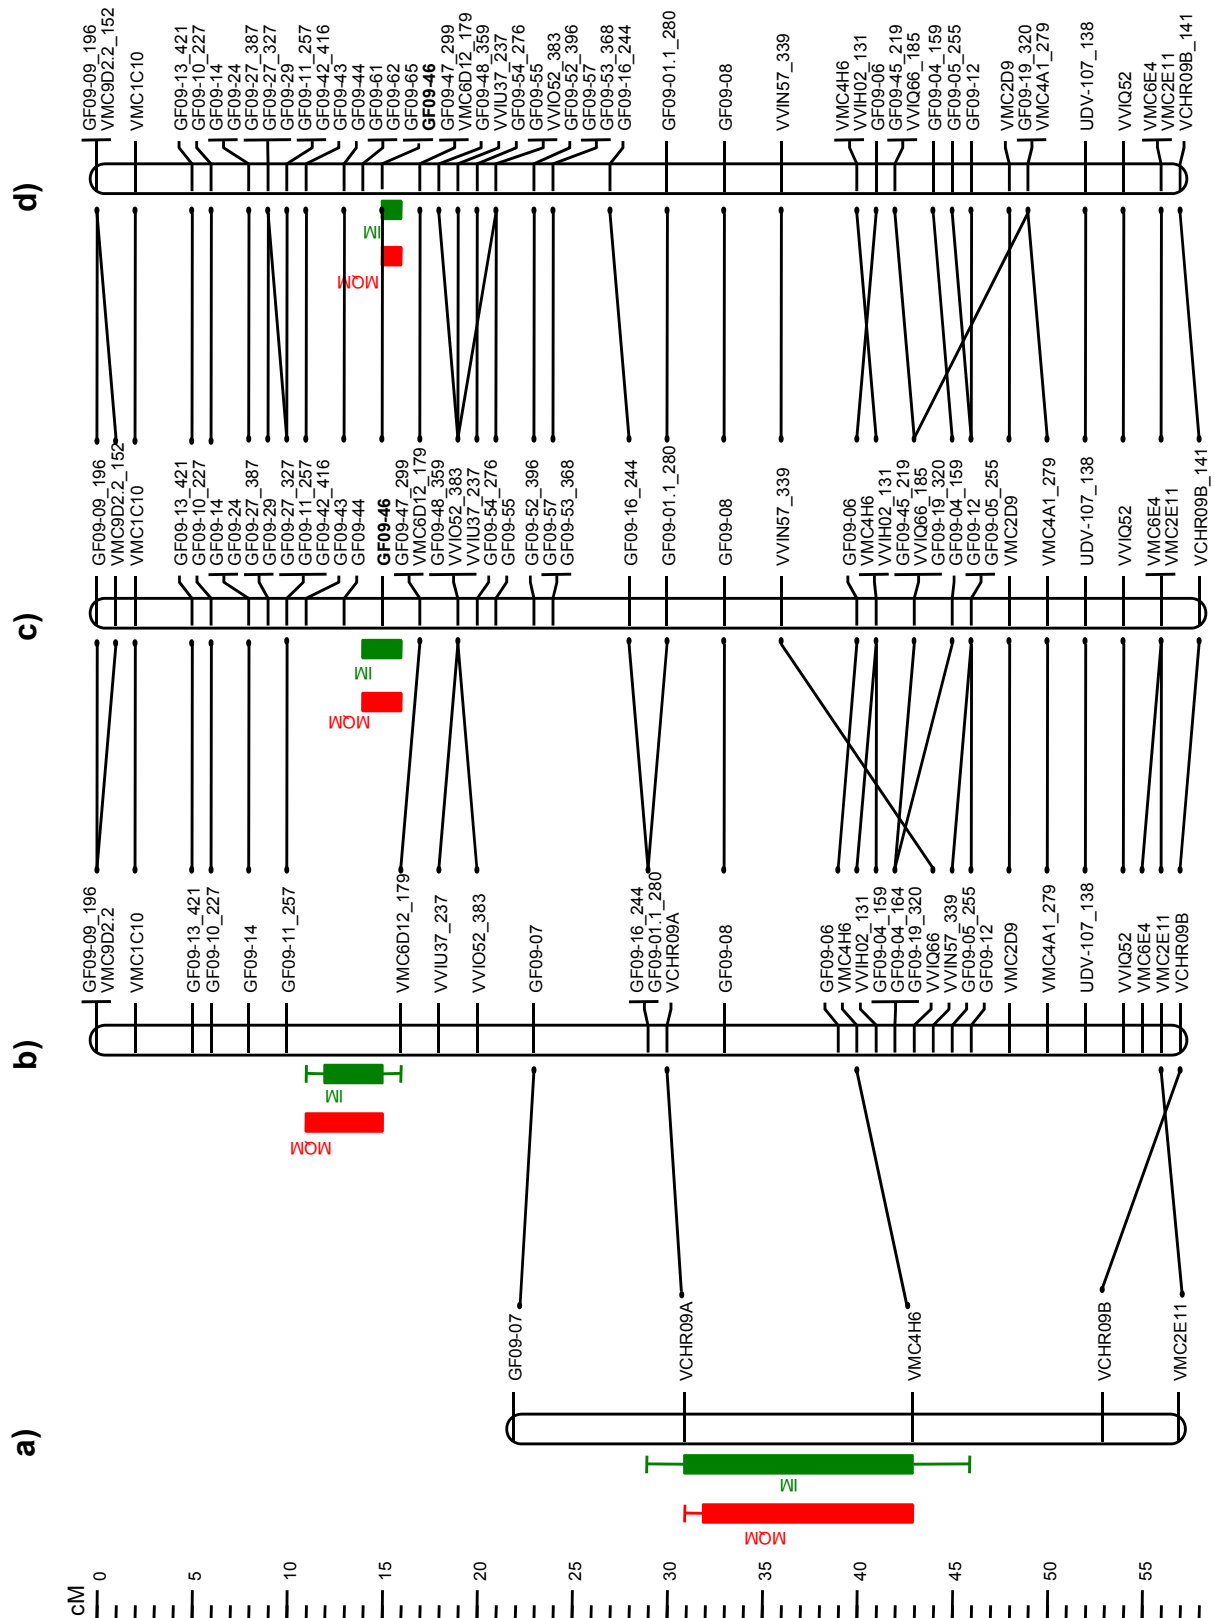 a)
b)
c)
d)
cM
0
5
10
15
20
25
30
35
40
45
50
55
MQM
IM
GF09-07
VCHR09A
VMC4H6
VCHR09B
VMC2E11
MQM
IM
GF09-09_196
VMC9D2.2
VMC1C10
GF09-13_421
GF09-10_227
GF09-14
GF09-11_257
VMC6D12_179
VVIU37_237
VVIO52_383
GF09-07
GF09-16_244
GF09-01.1_280
VCHR09A
GF09-08
GF09-06
VMC4H6
VVIH02_131
GF09-04_159
GF09-04_164
GF09-19_320
VVIQ66
VVIN57_339
GF09-05_255
GF09-12
VMC2D9
VMC4A1_279
UDV-107_138
VVIQ52
VMC6E4
VMC2E11
VCHR09B
MQM
IM
GF09-09_196
VMC9D2.2_152
VMC1C10
GF09-13_421
GF09-10_227
GF09-14
GF09-24
GF09-27_387
GF09-29
GF09-27_327
GF09-11_257
GF09-42_416
GF09-43
GF09-44
GF09-46
GF09-47_299
VMC6D12_179
GF09-48_359
VVIO52_383
VVIU37_237
GF09-54_276
GF09-55
GF09-52_396
GF09-57
GF09-53_368
GF09-16_244
GF09-01.1_280
GF09-08
VVIN57_339
GF09-06
VMC4H6
VVIH02_131
GF09-45_219
VVIQ66_185
GF09-19_320
GF09-04_159
GF09-12
GF09-05_255
VMC2D9
VMC4A1_279
UDV-107_138
VVIQ52
VMC6E4
VMC2E11
VCHR09B_141
MQM
IM
GF09-09_196
VMC9D2.2_152
VMC1C10
GF09-13_421
GF09-10_227
GF09-14
GF09-24
GF09-27_387
GF09-27_327
GF09-29
GF09-11_257
GF09-42_416
GF09-43
GF09-44
GF09-61
GF09-62
GF09-65
GF09-46
GF09-47_299
VMC6D12_179
GF09-48_359
VVIU37_237
GF09-54_276
GF09-55
VVIO52_383
GF09-52_396
GF09-57
GF09-53_368
GF09-16_244
GF09-01.1_280
GF09-08
VVIN57_339
VMC4H6
VVIH02_131
GF09-06
GF09-45_219
VVIQ66_185
GF09-04_159
GF09-05_255
GF09-12
VMC2D9
GF09-19_320
VMC4A1_279
UDV-107_138
VVIQ52
VMC6E4
VMC2E11
VCHR09B_141